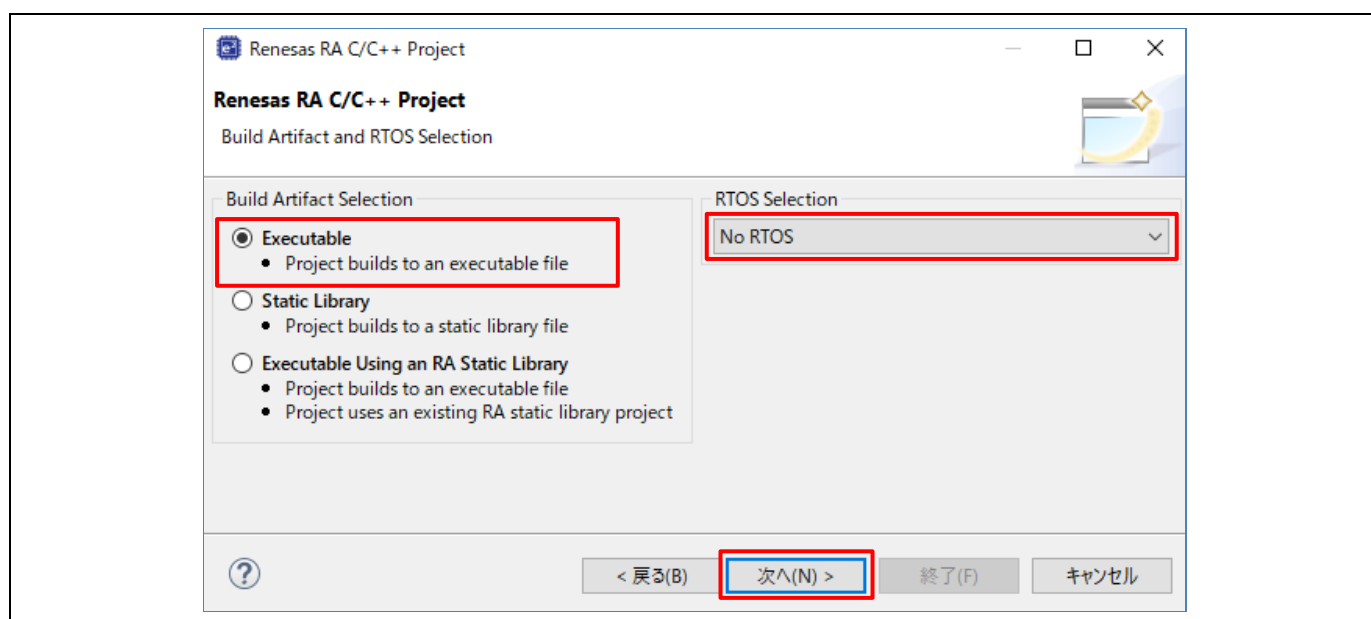 Renesas RA C/C++ Project
Renesas RA C/C++ Project
Build Artifact and RTOS Selection
Build Artifact Selection
Executable
• Project builds to an executable file
Static Library
• Project builds to a static library file
Executable Using an RA Static Library
• Project builds to an executable file
• Project uses an existing RA static library project
RTOS Selection
No RTOS
< 戻る(B)
次へ(N) >
終了(F)
キャンセル